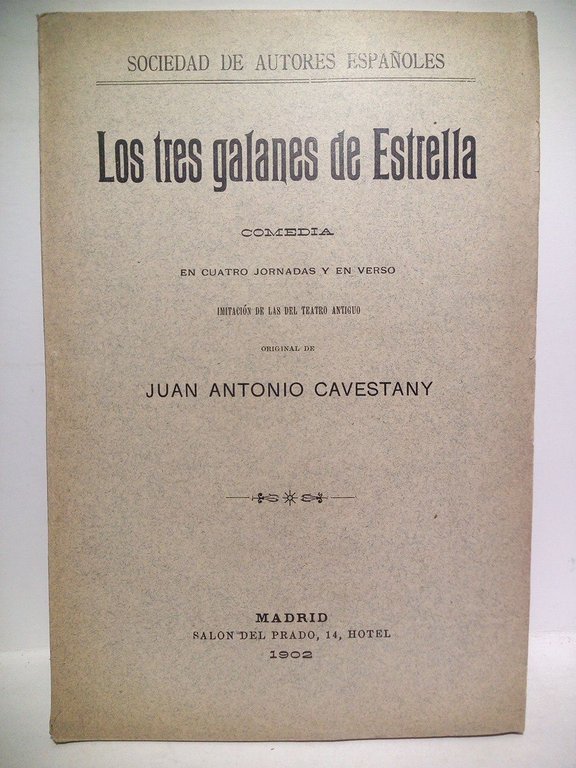 SOCIEDAD DE AUTORES ESPAÑOLES
Los tres galanes de Estrella
COMEDIA
EN CUATRO JORNADAS Y EN VERSO
IMITACIÓN DE LAS DEL TEATRO ANTIGUO
ORIGINAL DE
JUAN ANTONIO CAVESTANY
MADRID
SALON DEL PRADO, 14, HOTEL
1902